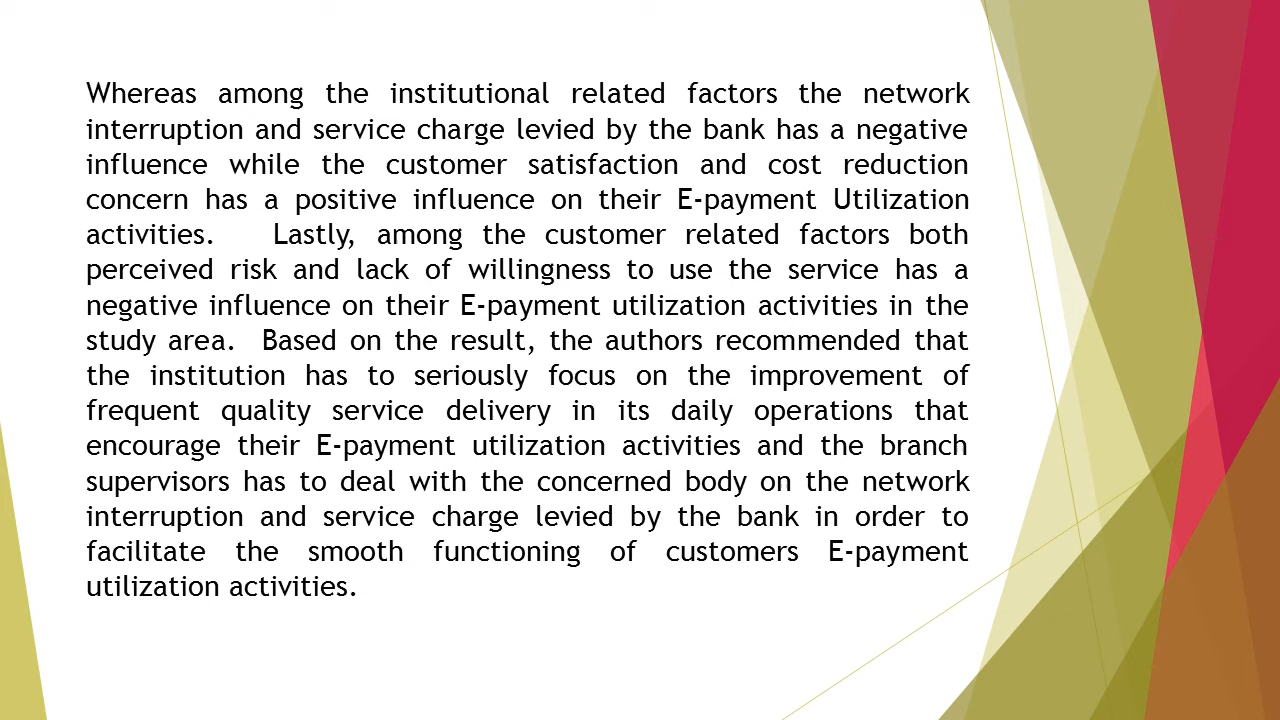 Whereas among the institutional related factors the network
interruption and service charge levied by the bank has a negative
influence while the customer satisfaction and cost reduction
concern has a positive influence on their E-payment Utilization
activities. Lastly, among the customer related factors both
perceived risk and lack of willingness to use the service has a
negative influence on their E-payment utilization activities in the
study area. Based on the result, the authors recommended that
the institution has to seriously focus on the improvement of
frequent quality service delivery in its daily operations that
encourage their E-payment utilization activities and the branch
supervisors has to deal with the concerned body on the network
interruption and service charge levied by the bank in order to
facilitate the smooth functioning of customers E-payment
utilization activities.